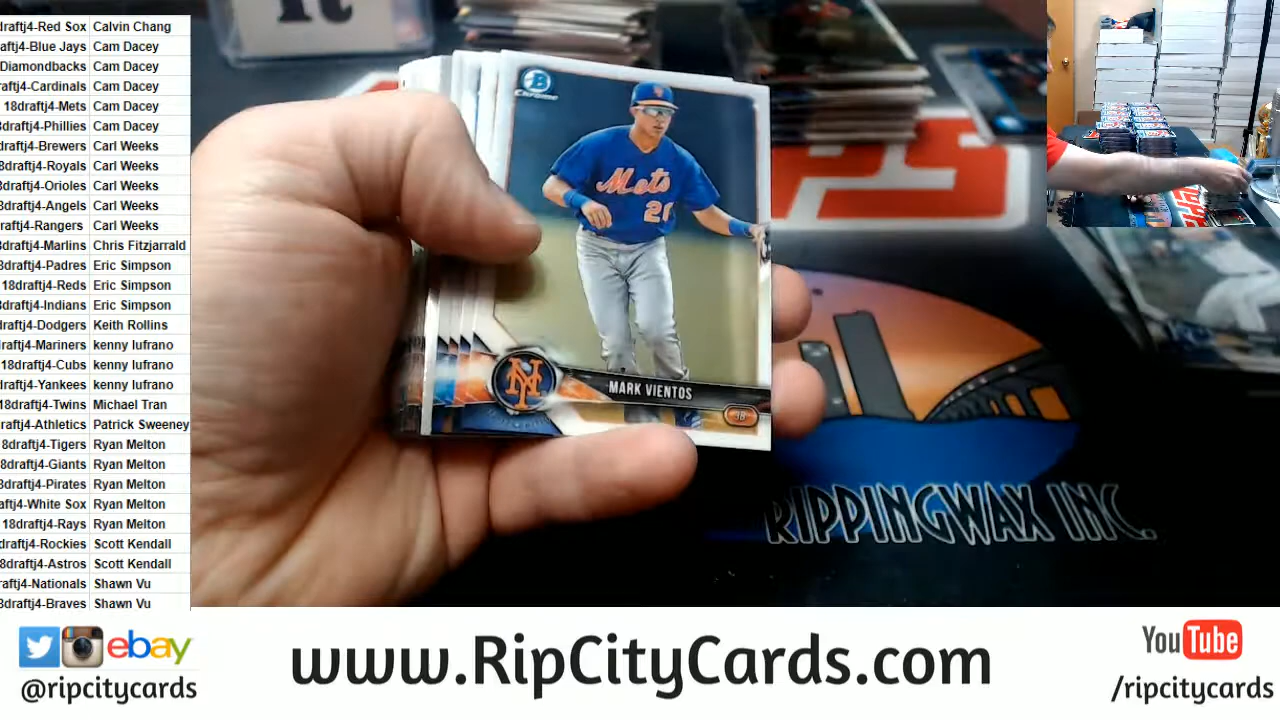 draftj4-Red Sox Calvin Chang
aftj4-Blue Jays Cam Dacey
Diamondbacks Cam Dacey
raftj4-Cardinals Cam Dacey
18draftj4-Mets Cam Dacey
8draftj4-Phillies Cam Dacey
draftj4-Brewers Carl Weeks
8draftj4-Royals Carl Weeks
8draftj4-Orioles Carl Weeks
8draftj4-Angels Carl Weeks
draftj4-Rangers Carl Weeks
8draftj4-Marlins Chris Fitzjarrald
8draftj4-Padres Eric Simpson
18draftj4-Reds Eric Simpson
8draftj4-Indians Eric Simpson
raftj4-Dodgers Keith Rollins
raftj4-Mariners kenny lufrano
18draftj4-Cubs kenny lufrano
raftj4-Yankees kenny lufrano
18draftj4-Twins Michael Tran
raftj4-Athletics Patrick Sweeney
8draftj4-Tigers Ryan Melton
8draftj4-Giants Ryan Melton
8draftj4-Pirates Ryan Melton
aftj4-White Sox Ryan Melton
18draftj4-Rays Ryan Melton
draftj4-Rockies Scott Kendall
8draftj4-Astros Scott Kendall
aftj4-Nationals Shawn Vu
8draftj4-Braves Shawn Vu
B
Chrome
Mets
NY
MARK VIENTOS
RIPPINGWAX INC.
ebay
@ripcitycards
www.RipCityCards.com
YouTube
/ripcitycards